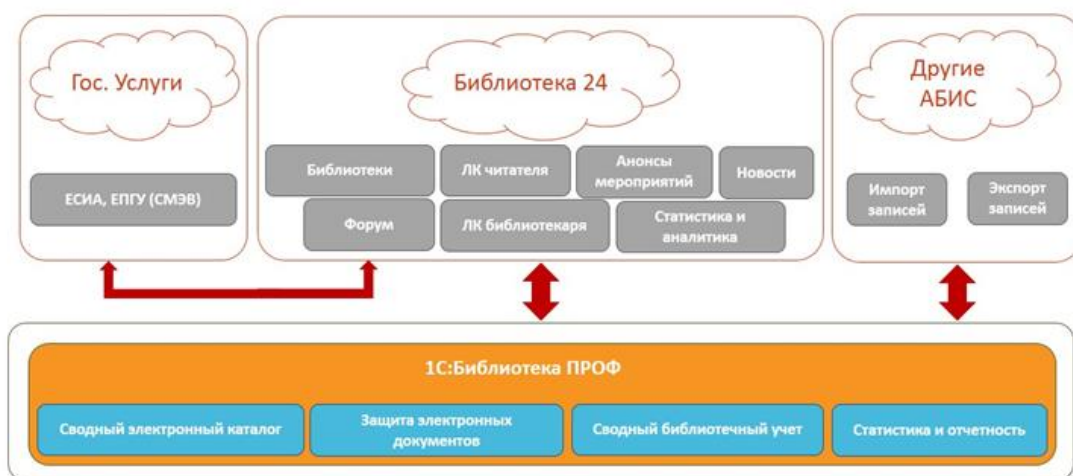 Гос. Услуги
ЕСИА, ЕПГУ (СМЭВ)
Библиотека 24
Библиотеки
ЛК читателя
Анонсы
мероприятий
Новости
Форум
ЛК библиотекаря
Статистика и
аналитика
Другие
АБИС
Импорт
записей
Экспорт
записей
1С:Библиотека ПРОФ
Сводный электронный каталог
Защита электронных
документов
Сводный библиотечный учет
Статистика и отчетность